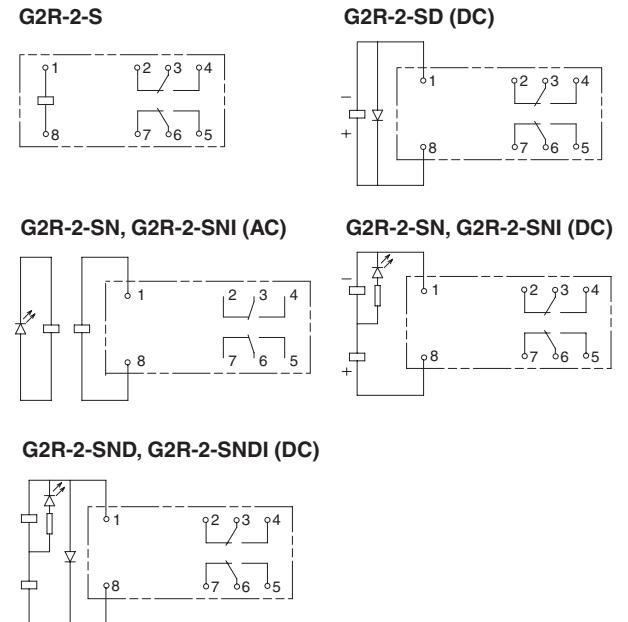 G2R-2-S
1 2 3 4
8 7 6 5
G2R-2-SD (DC)
1 2 3 4
–
+
8 7 6 5
G2R-2-SN, G2R-2-SNI (AC)
1 2 3 4
8 7 6 5
G2R-2-SN, G2R-2-SNI (DC)
–
1 2 3 4
8 7 6 5
+
G2R-2-SND, G2R-2-SNDI (DC)
1 2 3 4
8 7 6 5